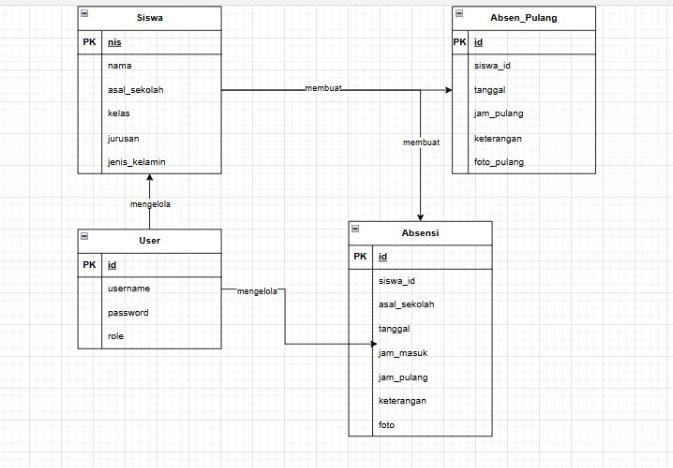 Siswa
PK nis
nama
asal_sekolah
kelas
jurusan
jenis_kelamin
Absen_Pulang
PK id
siswa_id
tanggal
jam_pulang
keterangan
foto_pulang
membuat
membuat
mengelola
User
PK id
username
password
role
mengelola
Absensi
PK id
siswa_id
asal_sekolah
tanggal
jam_masuk
jam_pulang
keterangan
foto